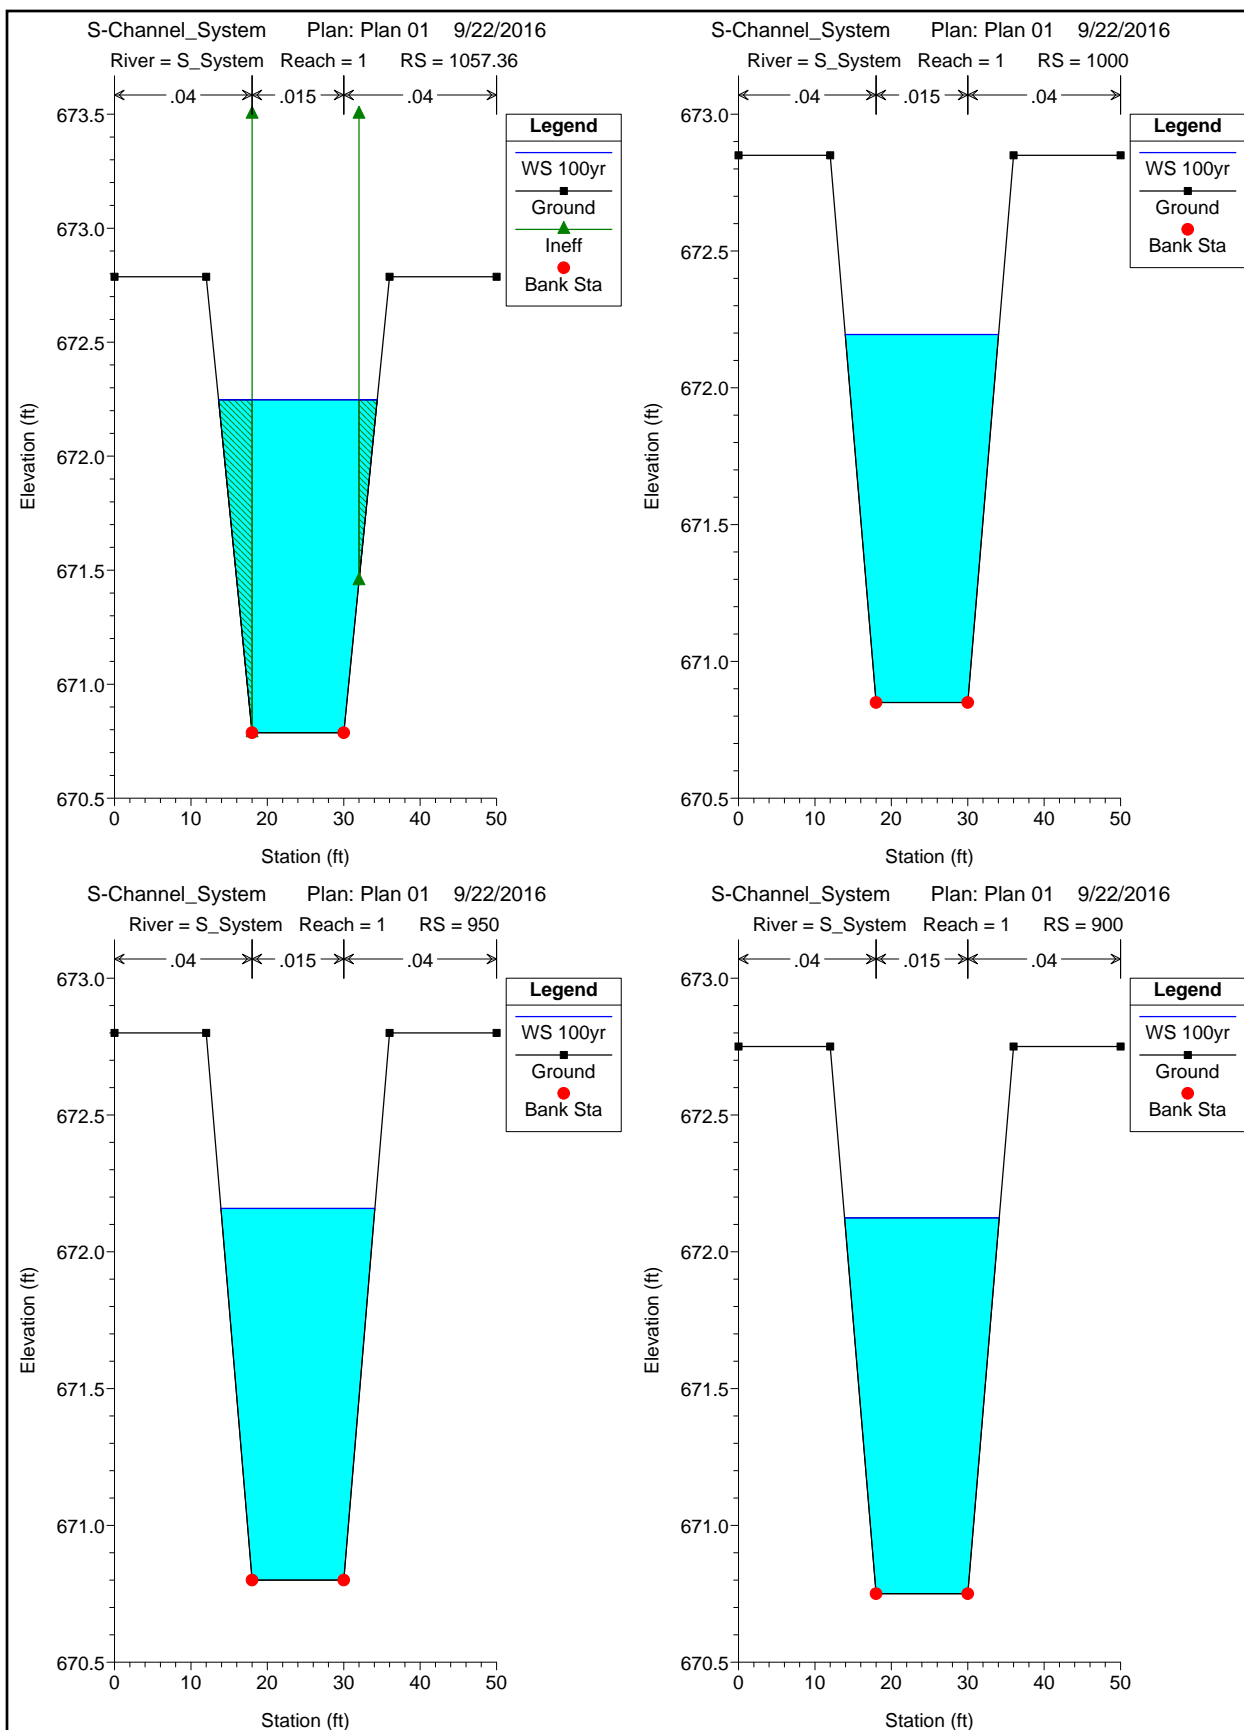 S-Channel_System Plan: Plan 01 9/22/2016
River = S_System Reach = 1 RS = 1057.36
.04 .015 .04
673.5
673.0
672.5
672.0
671.5
671.0
670.5
Elevation (ft)
0 10 20 30 40 50
Station (ft)
Legend
WS 100yr
Ground
Ineff
Bank Sta
S-Channel_System Plan: Plan 01 9/22/2016
River = S_System Reach = 1 RS = 1000
.04 .015 .04
673.0
672.5
672.0
671.5
671.0
670.5
Elevation (ft)
0 10 20 30 40 50
Station (ft)
Legend
WS 100yr
Ground
Bank Sta
S-Channel_System Plan: Plan 01 9/22/2016
River = S_System Reach = 1 RS = 950
.04 .015 .04
673.0
672.5
672.0
671.5
671.0
670.5
Elevation (ft)
0 10 20 30 40 50
Station (ft)
Legend
WS 100yr
Ground
Bank Sta
S-Channel_System Plan: Plan 01 9/22/2016
River = S_System Reach = 1 RS = 900
.04 .015 .04
673.0
672.5
672.0
671.5
671.0
670.5
Elevation (ft)
0 10 20 30 40 50
Station (ft)
Legend
WS 100yr
Ground
Bank Sta